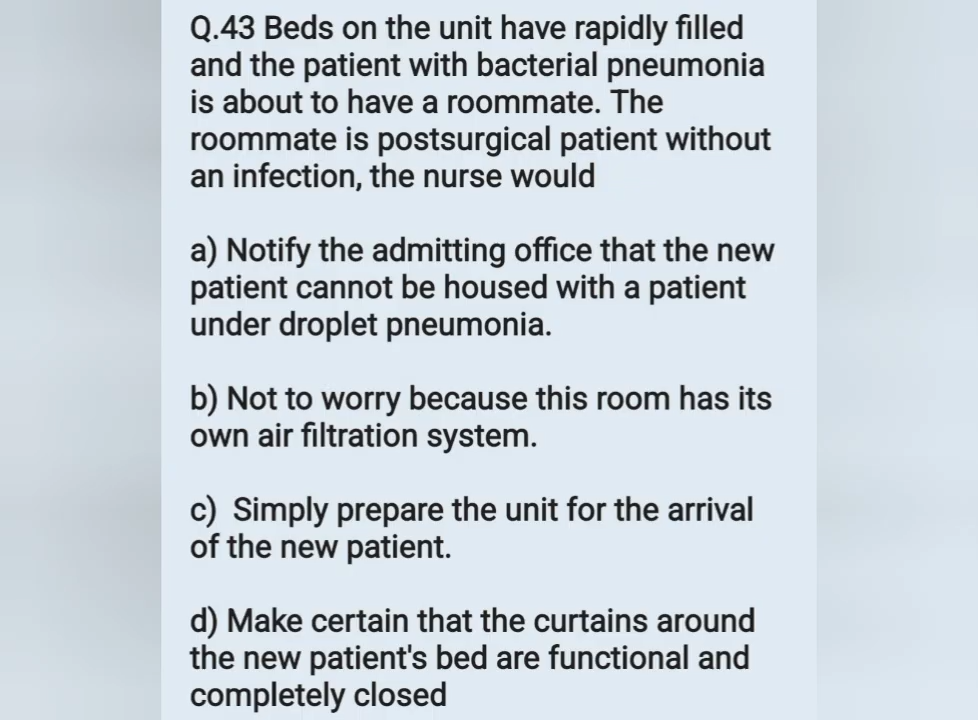 Q.43 Beds on the unit have rapidly filled
and the patient with bacterial pneumonia
is about to have a roommate. The
roommate is postsurgical patient without
an infection, the nurse would
a) Notify the admitting office that the new
patient cannot be housed with a patient
under droplet pneumonia.
b) Not to worry because this room has its
own air filtration system.
c) Simply prepare the unit for the arrival
of the new patient.
d) Make certain that the curtains around
the new patient's bed are functional and
completely closed